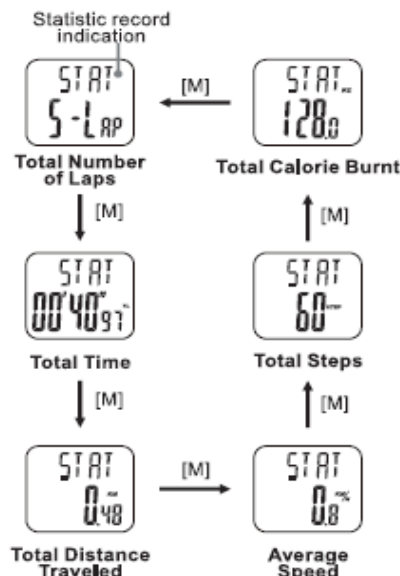 Statistic record
indication
STAT
5-LAP
Total Number
of Laps
[M]
STAT
128.0
Total Calorie Burnt
[M]
[M]
STAT
00'40"97
Total Time
STAT
60
Total Steps
[M]
[M]
STAT
0.48
Total Distance
Traveled
[M]
STAT
0.8
Average
Speed